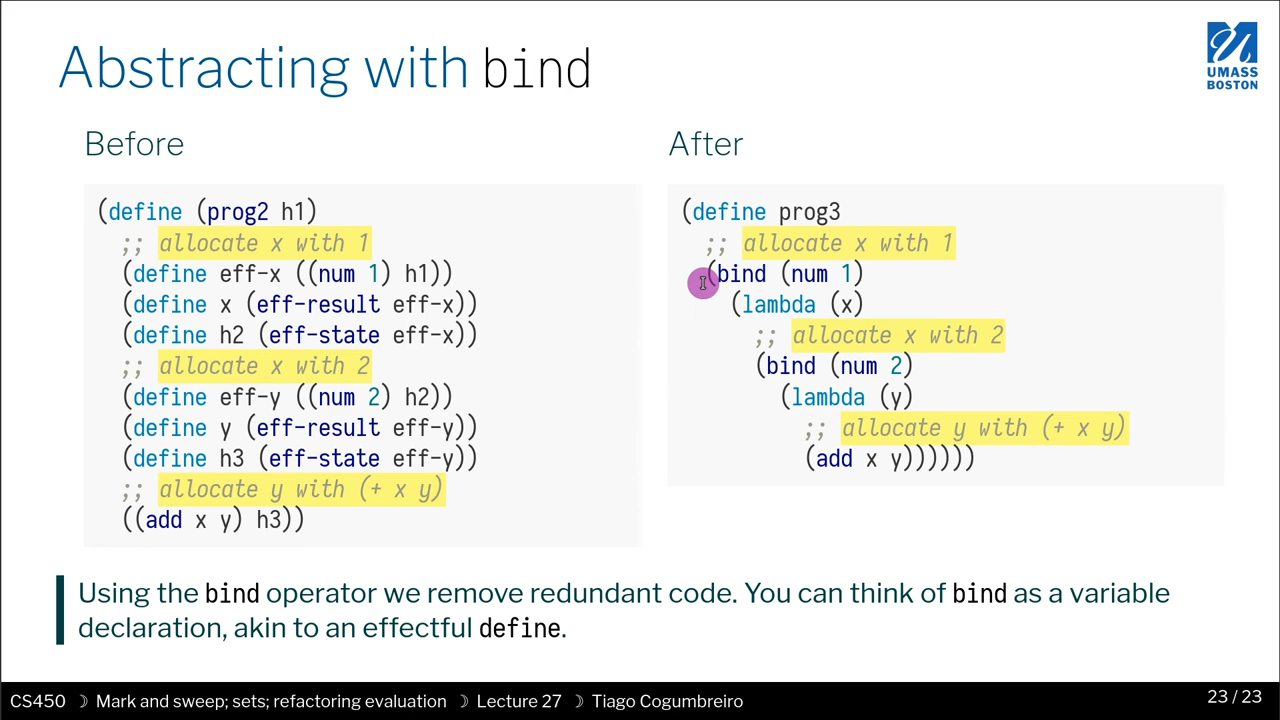 Abstracting with bind
UMASS
BOSTON
Before
(define (prog2 h1)
;; allocate x with 1
(define eff-x ((num 1) h1))
(define x (eff-result eff-x))
(define h2 (eff-state eff-x))
;; allocate x with 2
(define eff-y ((num 2) h2))
(define y (eff-result eff-y))
(define h3 (eff-state eff-y))
;; allocate y with (+ x y)
((add x y) h3))
After
(define prog3
;; allocate x with 1
(bind (num 1)
(lambda (x)
;; allocate x with 2
(bind (num 2)
(lambda (y)
;; allocate y with (+ x y)
(add x y))))))
Using the bind operator we remove redundant code. You can think of bind as a variable
declaration, akin to an effectful define.
CS450 ☽ Mark and sweep; sets; refactoring evaluation ☽ Lecture 27 ☽ Tiago Cogumbreiro
23 / 23